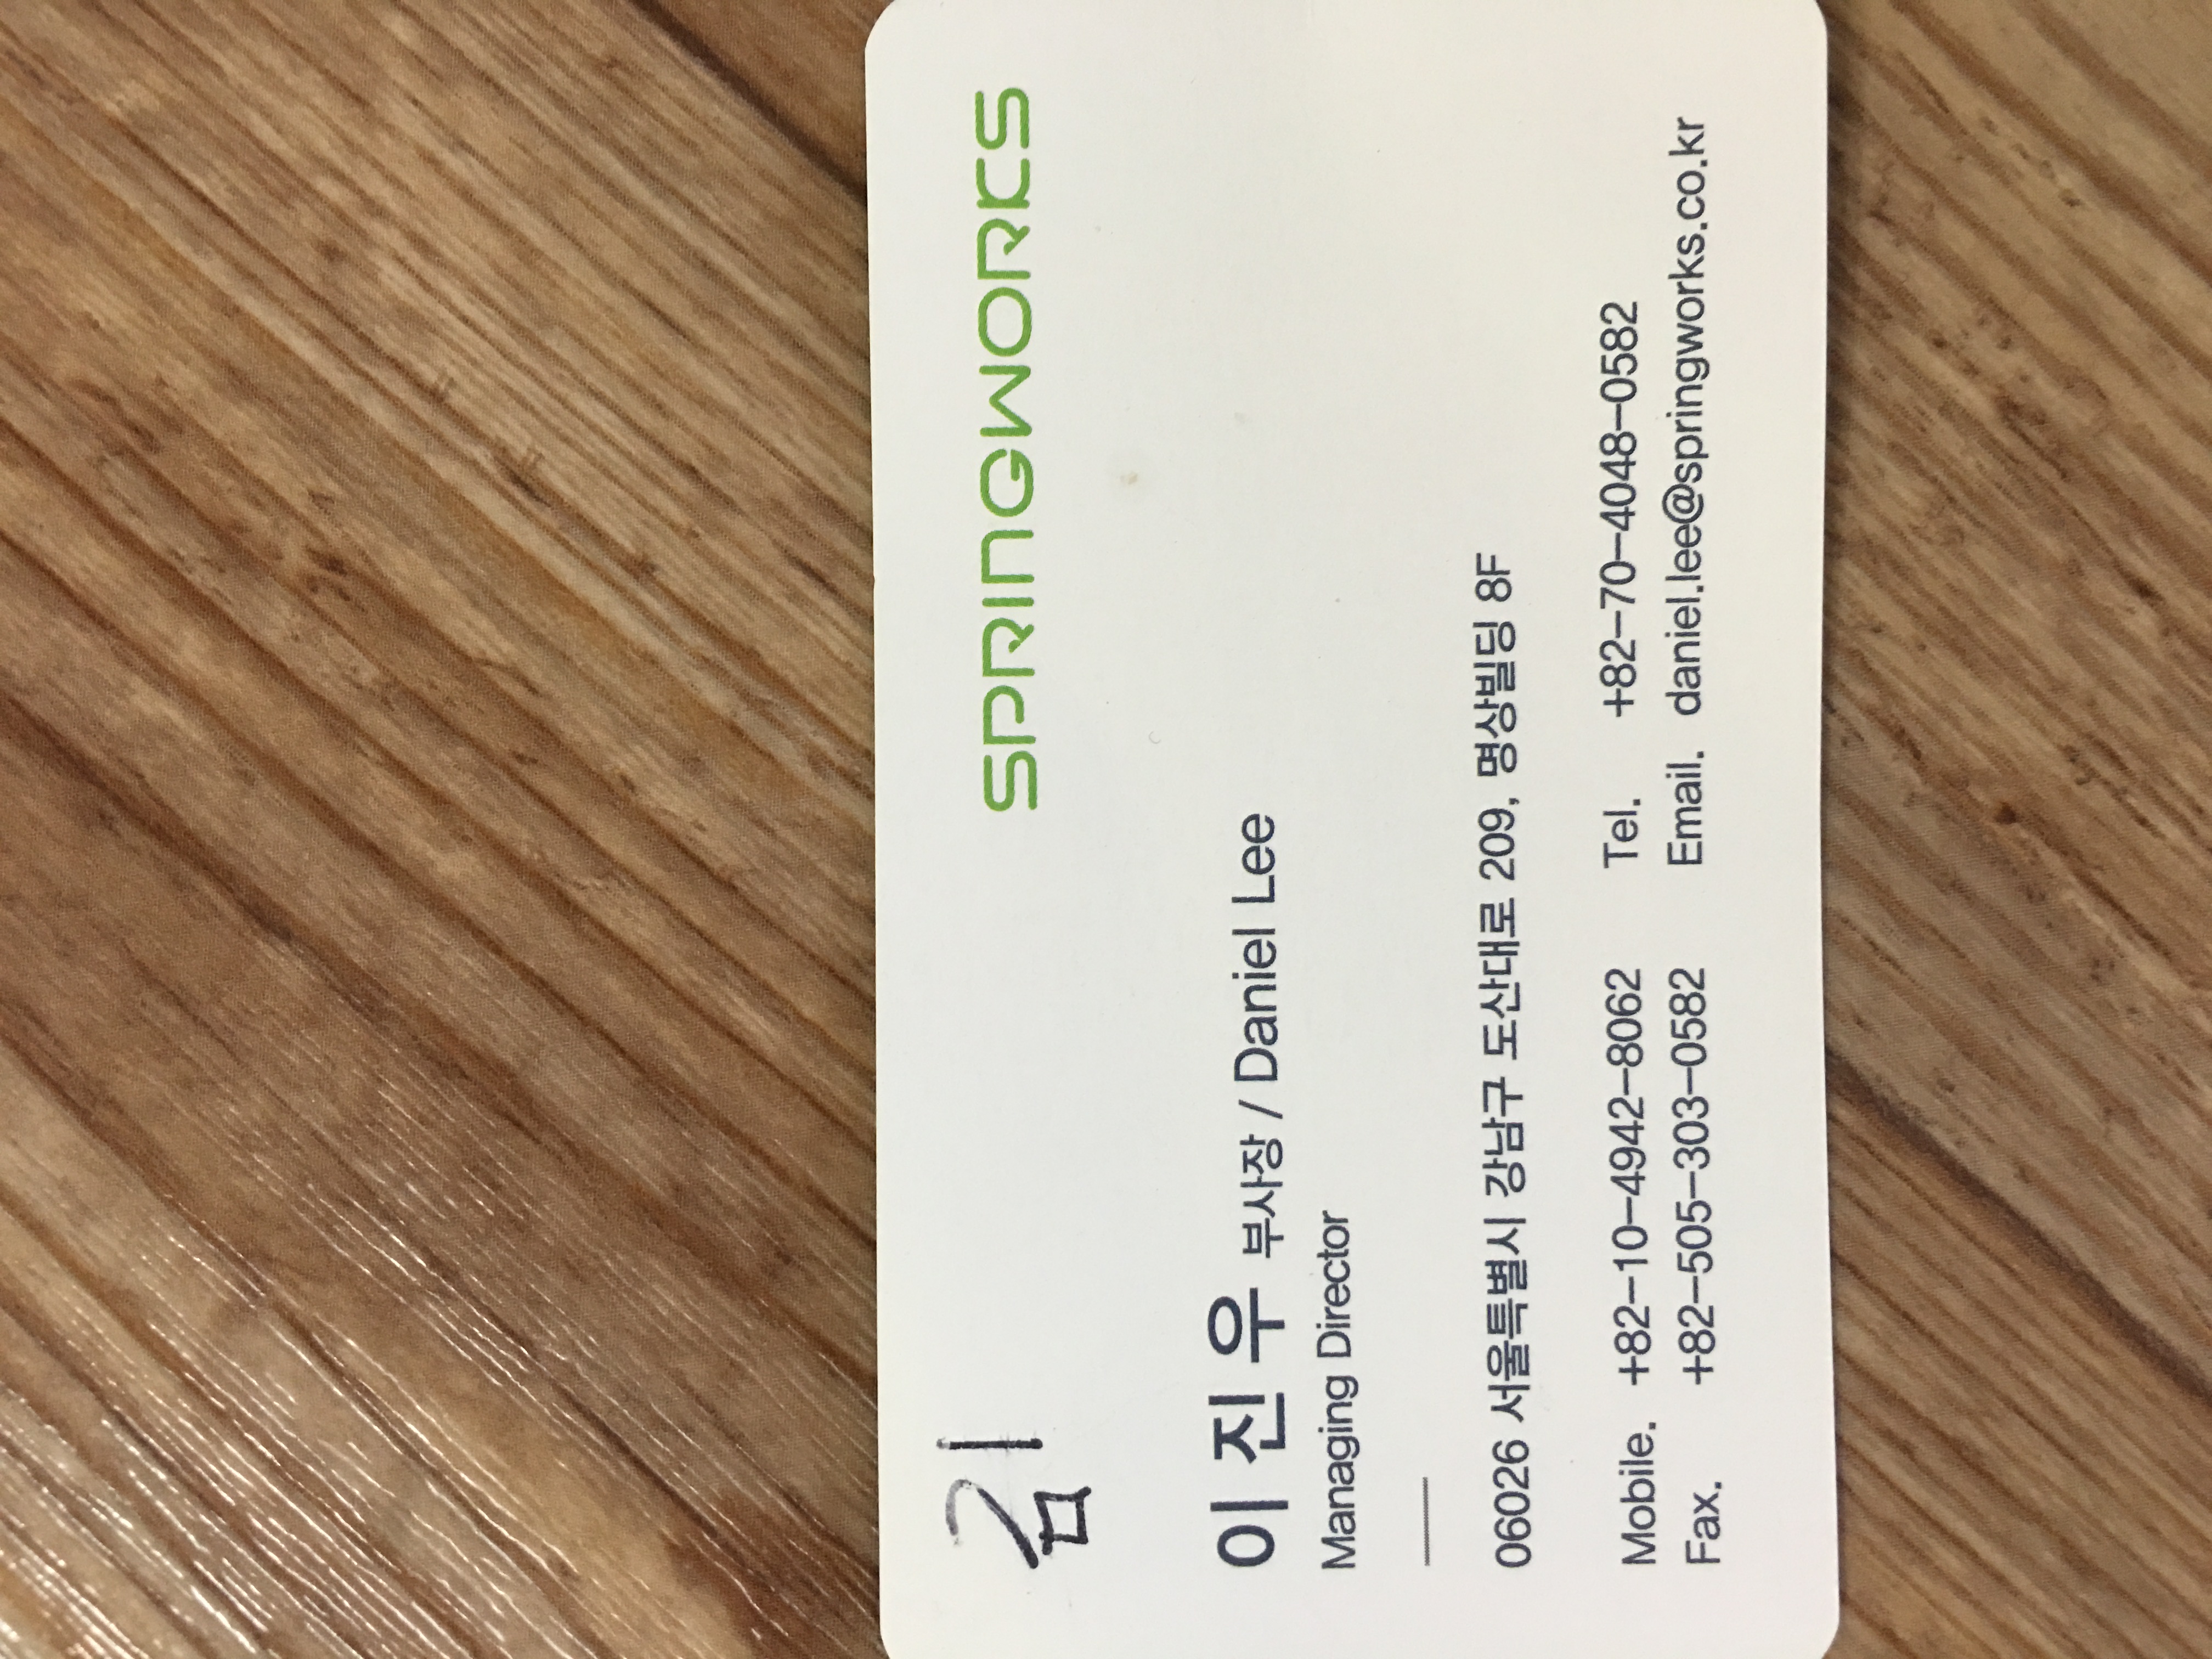 김
SPRINGWORKS
이진우 부사장 / Daniel Lee
Managing Director
06026 서울특별시 강남구 도산대로 209, 명상빌딩 8F
Mobile. +82-10-4942-8062 Tel. +82-70-4048-0582
Fax. +82-505-303-0582 Email. daniel.lee@springworks.co.kr